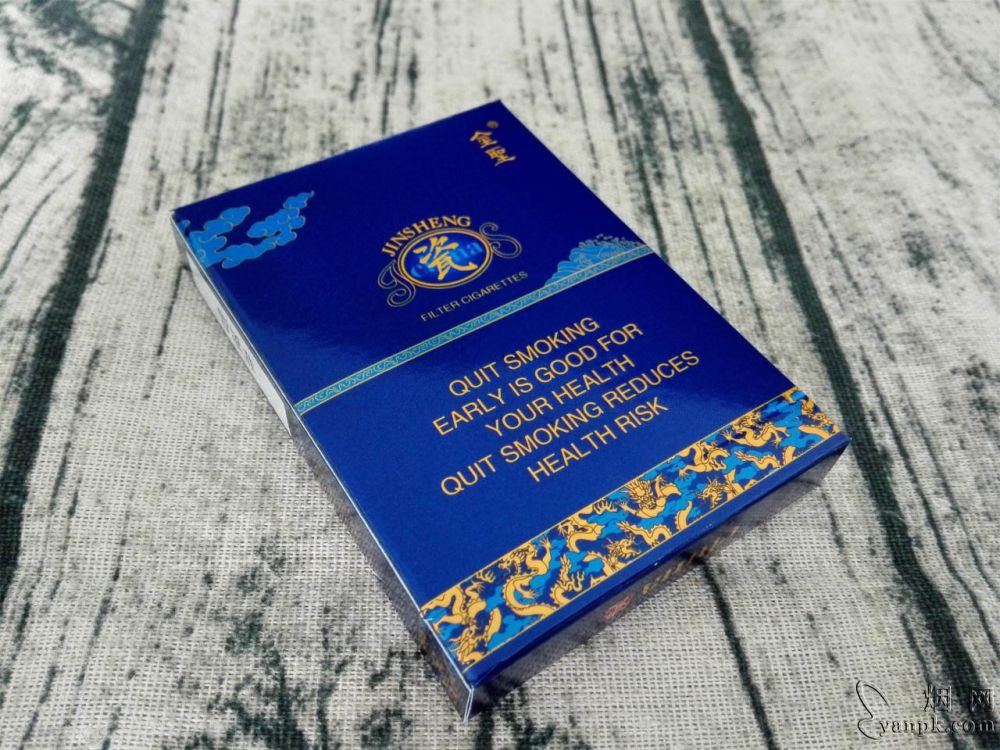 金聖®
JINSHENG
瓷
FILTER CIGARETTES
QUIT SMOKING
EARLY IS GOOD FOR
YOUR HEALTH
QUIT SMOKING REDUCES
HEALTH RISK
烟网
yanpk.com